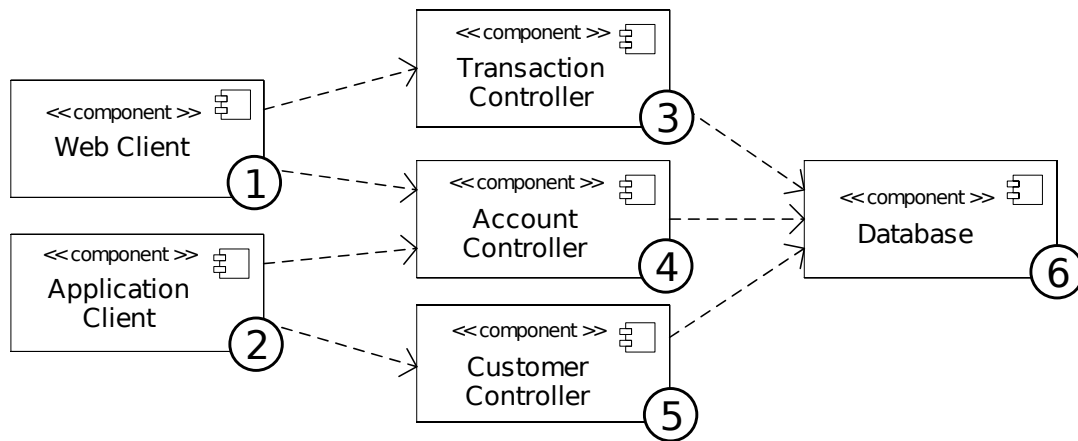 << component >>
Web Client
1
<< component >>
Application
Client
2
<< component >>
Transaction
Controller
3
<< component >>
Account
Controller
4
<< component >>
Customer
Controller
5
<< component >>
Database
6